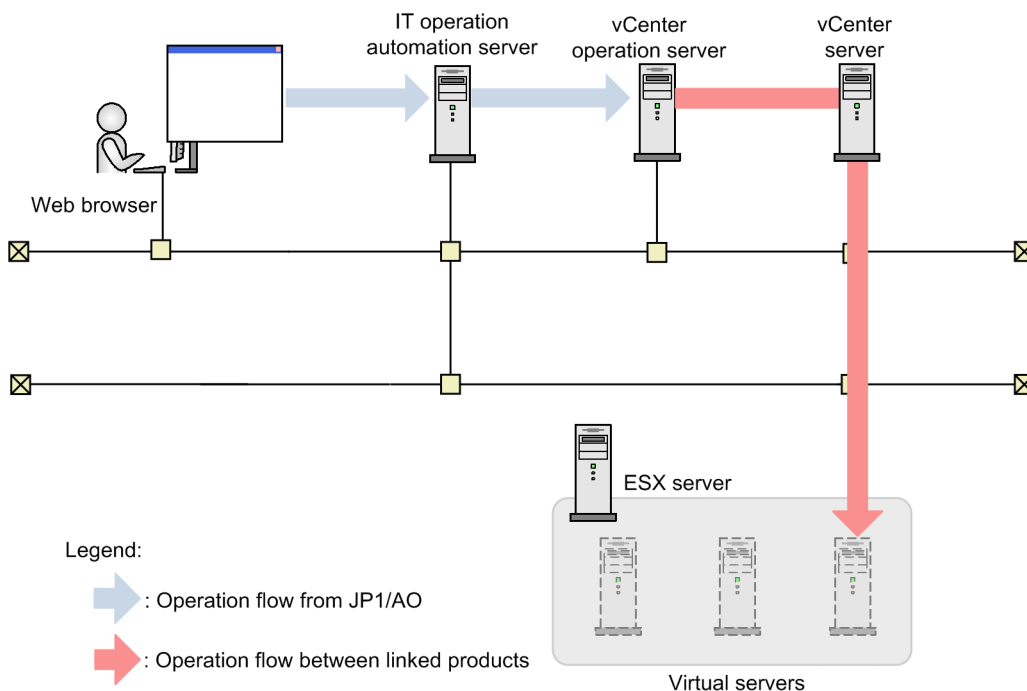 IT operation
automation server
vCenter
operation server
vCenter
server
Web browser
ESX server
Legend:
: Operation flow from JP1/AO
: Operation flow between linked products
Virtual servers